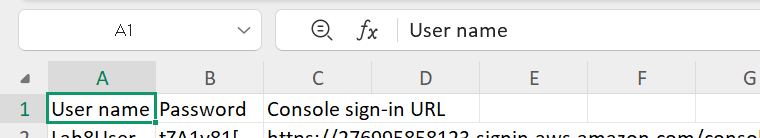 A1
fx
User name
A B C D E F G
1 User name Password Console sign-in URL
2